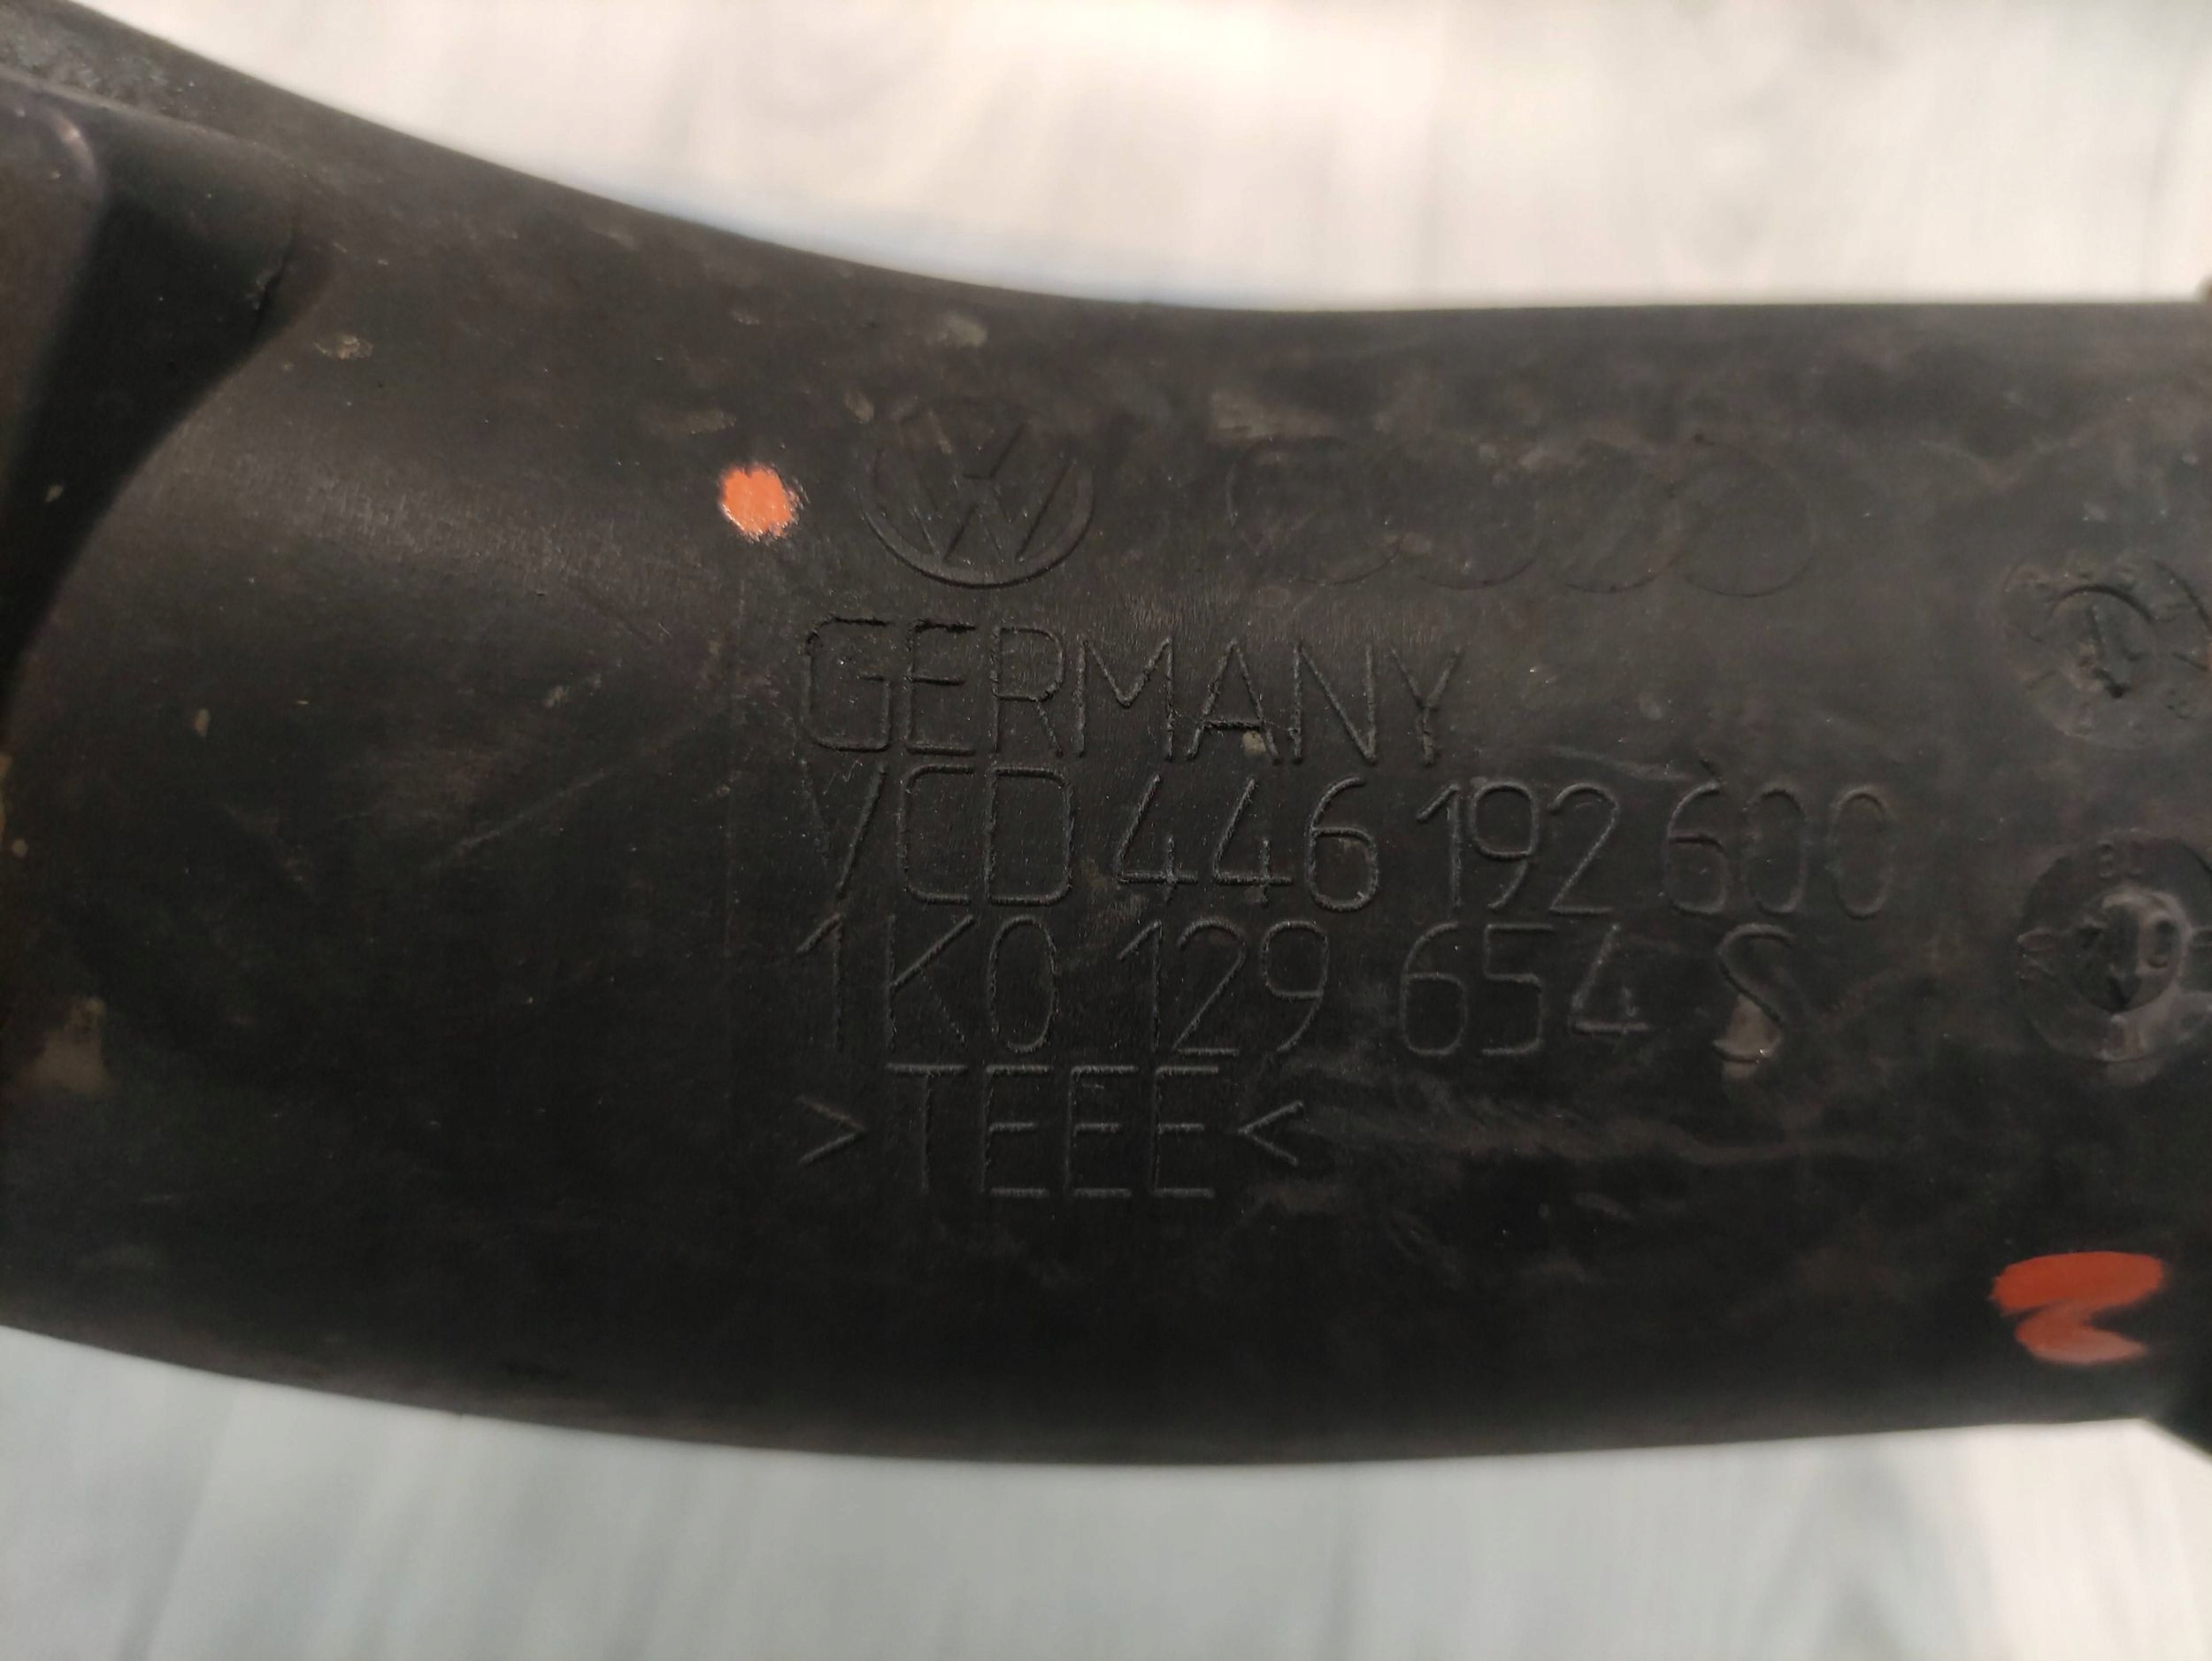 GERMANY
VCD 446 192 600
1K0 129 654 S
>TEEE<